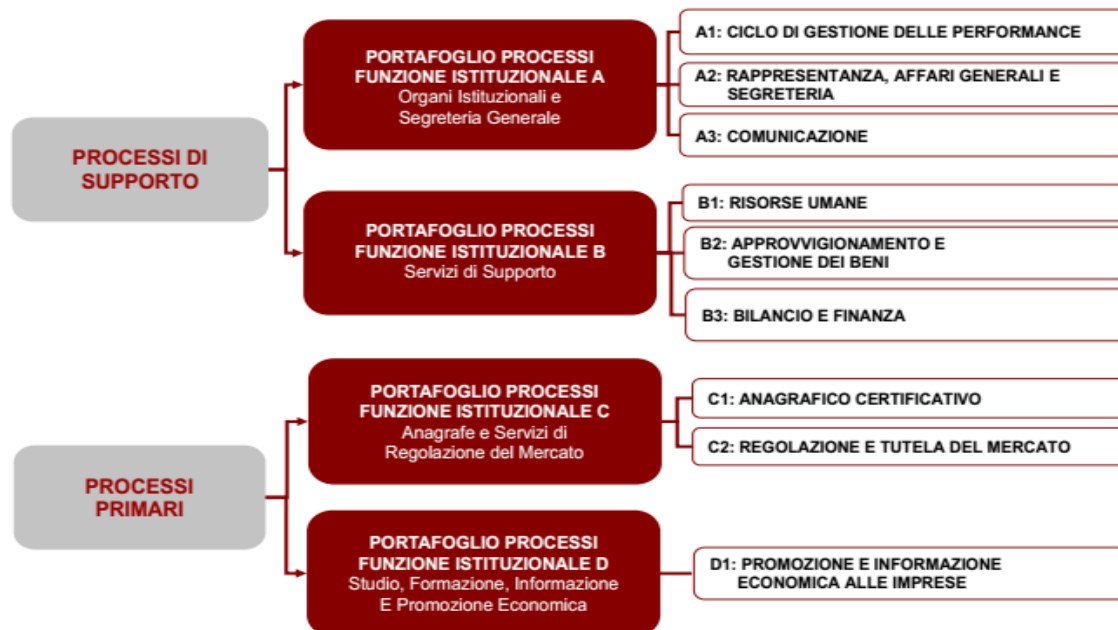 PROCESSI DI
SUPPORTO
PORTAFOGLIO PROCESSI
FUNZIONE ISTITUZIONALE A
Organi Istituzionali e
Segreteria Generale
A1: CICLO DI GESTIONE DELLE PERFORMANCE
A2: RAPPRESENTANZA, AFFARI GENERALI E
SEGRETERIA
A3: COMUNICAZIONE
PORTAFOGLIO PROCESSI
FUNZIONE ISTITUZIONALE B
Servizi di Supporto
B1: RISORSE UMANE
B2: APPROVVIGIONAMENTO E
GESTIONE DEI BENI
B3: BILANCIO E FINANZA
PROCESSI
PRIMARI
PORTAFOGLIO PROCESSI
FUNZIONE ISTITUZIONALE C
Anagrafe e Servizi di
Regolazione del Mercato
C1: ANAGRAFICO CERTIFICATIVO
C2: REGOLAZIONE E TUTELA DEL MERCATO
PORTAFOGLIO PROCESSI
FUNZIONE ISTITUZIONALE D
Studio, Formazione, Informazione
E Promozione Economica
D1: PROMOZIONE E INFORMAZIONE
ECONOMICA ALLE IMPRESE